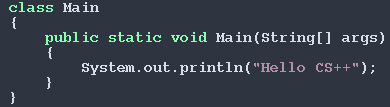 class Main
{
    public static void Main(String[] args)
    {
        System.out.println("Hello CS++");
    }
}